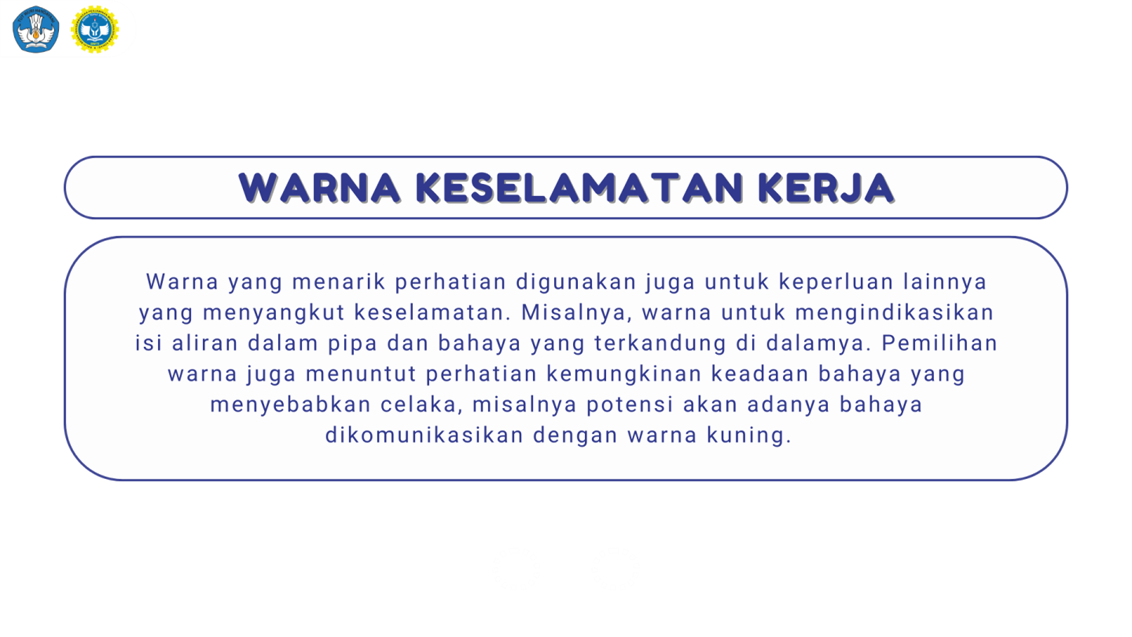 WARNA KESELAMATAN KERJA
Warna yang menarik perhatian digunakan juga untuk keperluan lainnya
yang menyangkut keselamatan. Misalnya, warna untuk mengindikasikan
isi aliran dalam pipa dan bahaya yang terkandung di dalamya. Pemilihan
warna juga menuntut perhatian kemungkinan keadaan bahaya yang
menyebabkan celaka, misalnya potensi akan adanya bahaya
dikomunikasikan dengan warna kuning.